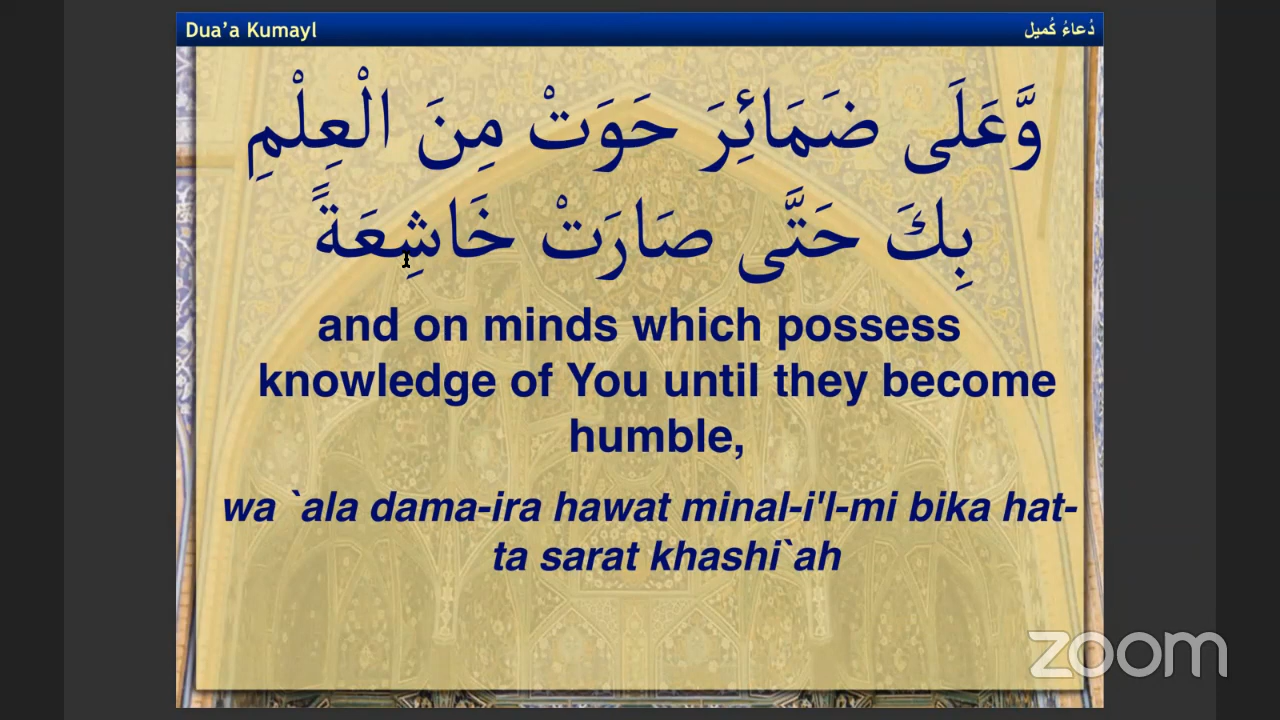 Dua’a Kumayl
دُعاءُ كُميل
وَّعَلَى ضَمَائِرَ حَوَتْ مِنَ الْعِلْمِ
بِكَ حَتَّى صَارَتْ خَاشِعَةً
and on minds which possess
knowledge of You until they become
humble,
wa `ala dama-ira hawat minal-i'l-mi bika hat-
ta sarat khashi`ah
zoom